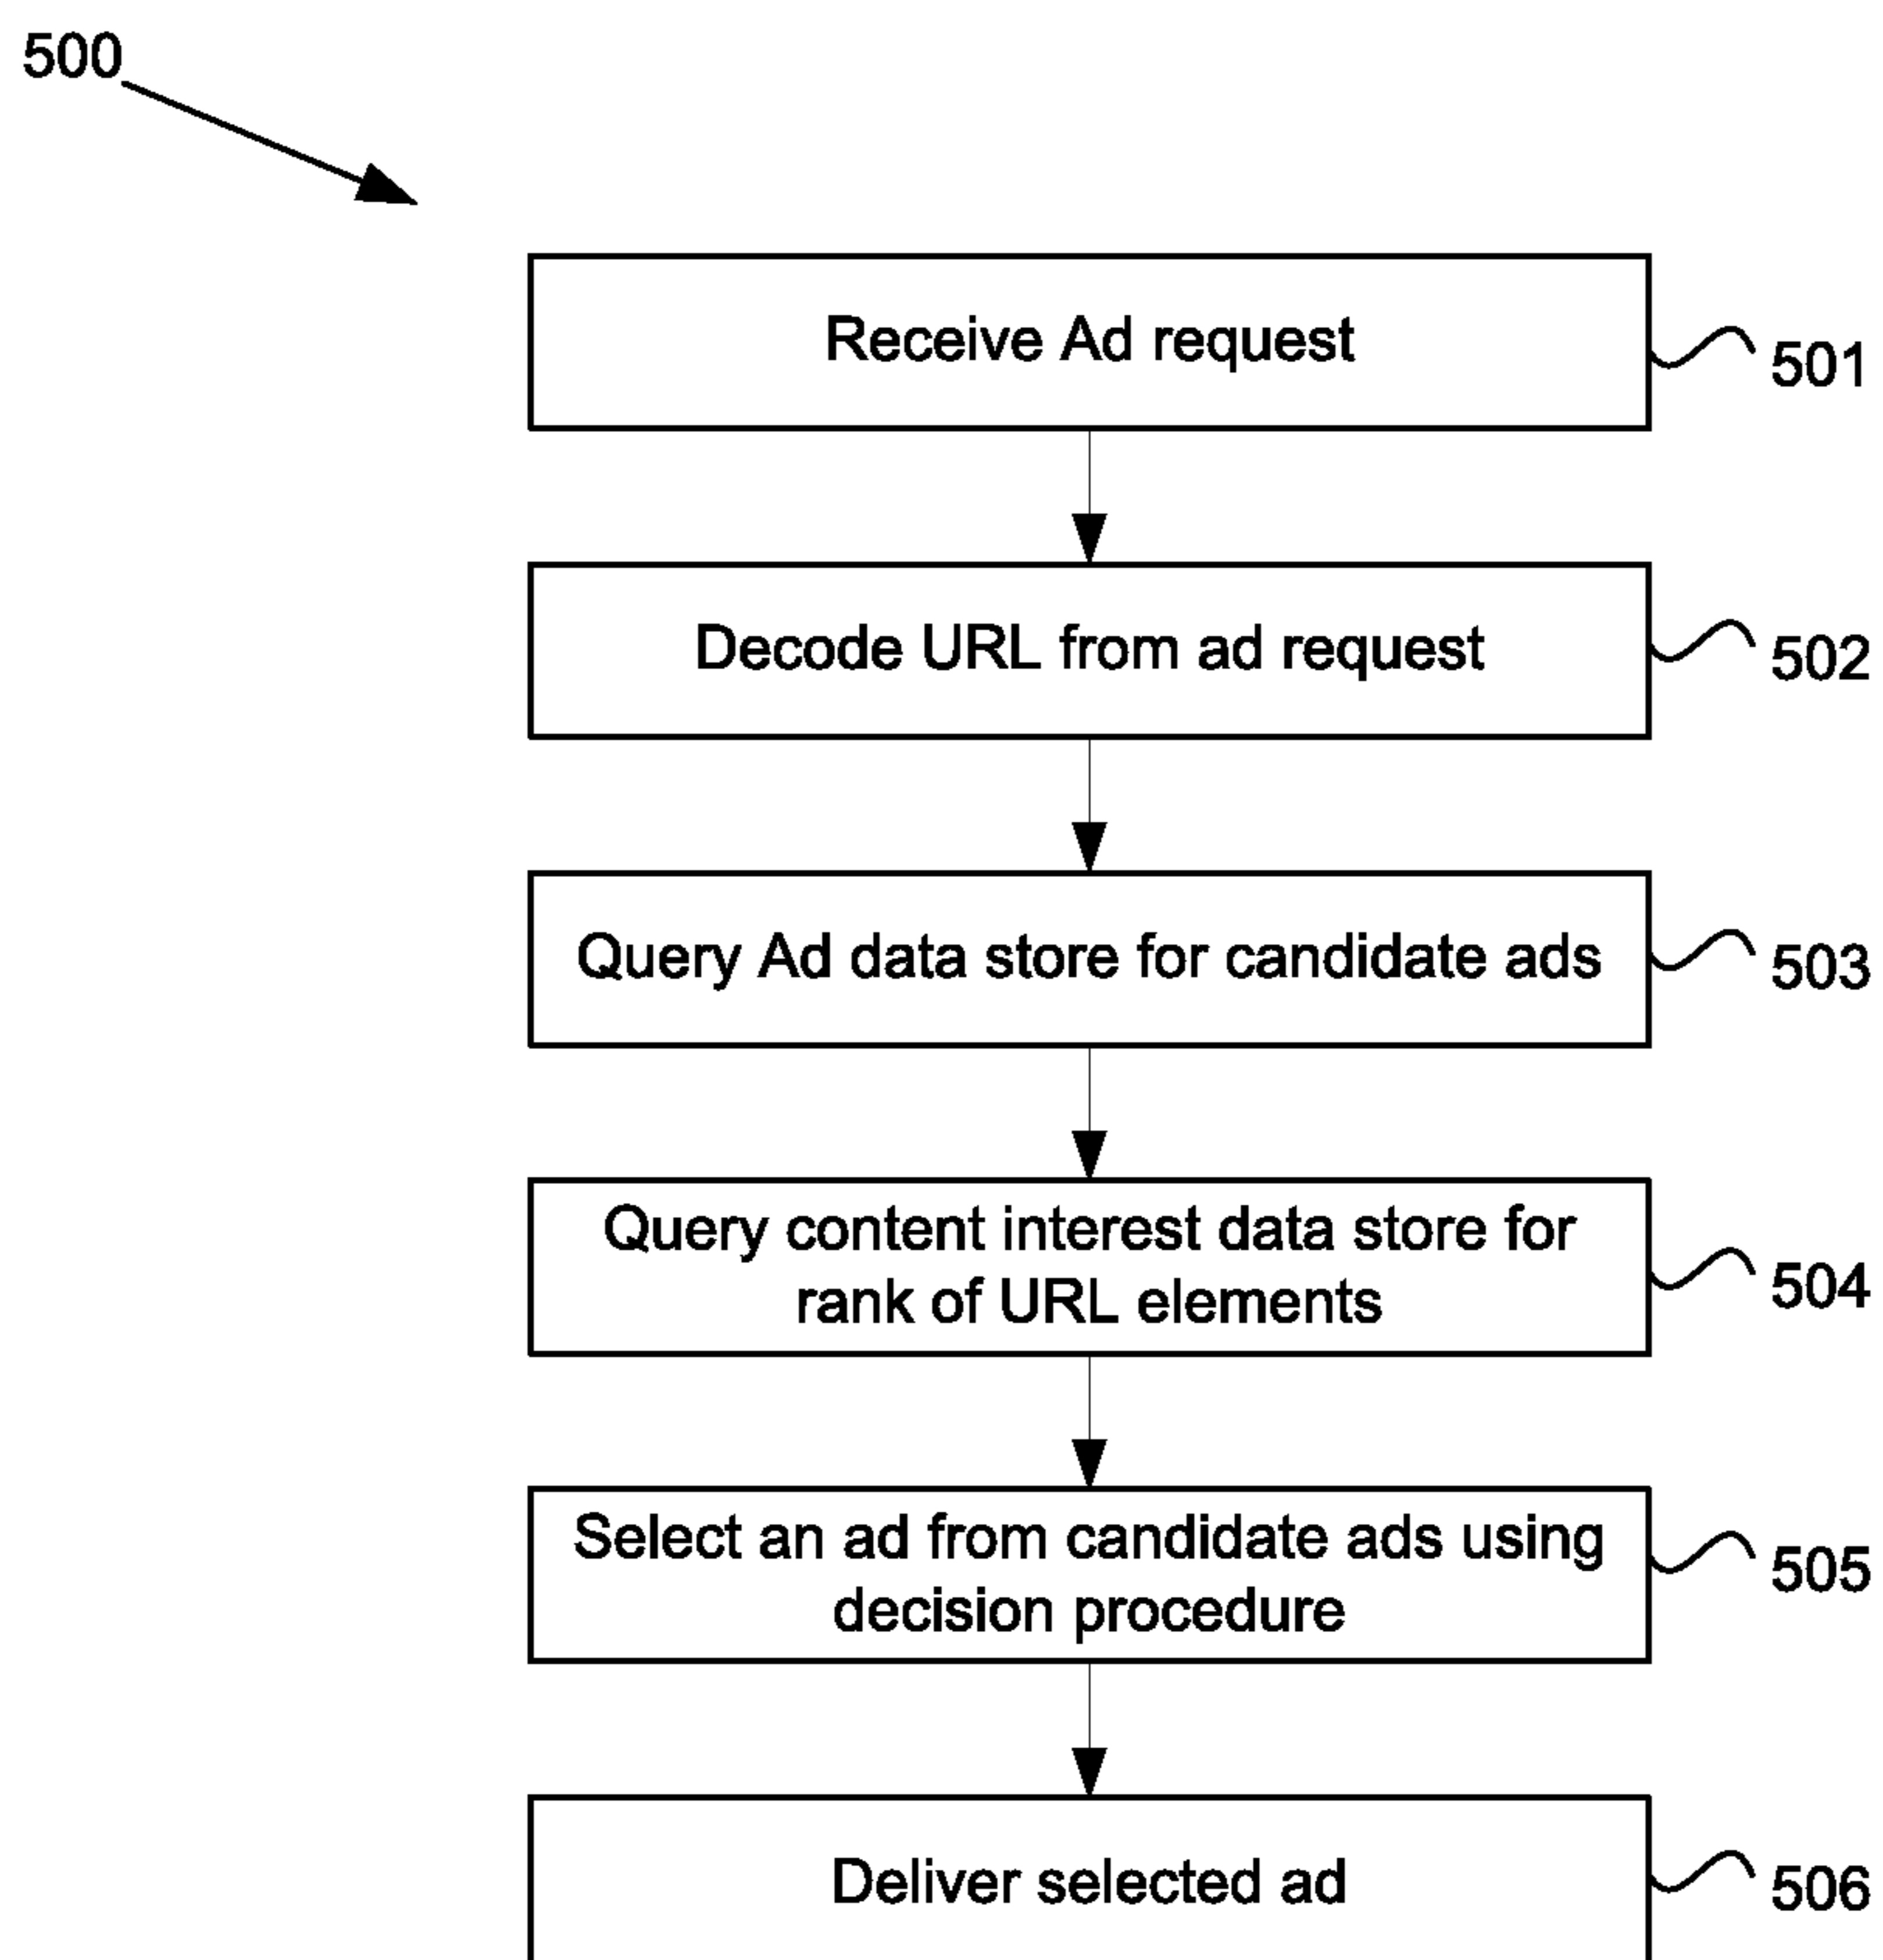 500
Receive Ad request
501
Decode URL from ad request
502
Query Ad data store for candidate ads
503
Query content interest data store for
rank of URL elements
504
Select an ad from candidate ads using
decision procedure
505
Deliver selected ad
506